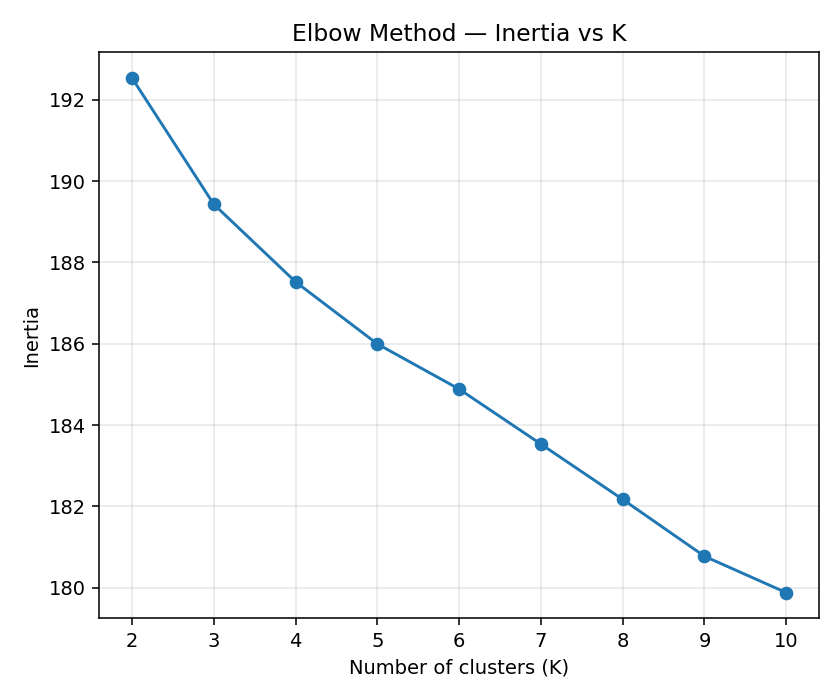 Elbow Method — Inertia vs K
192
190
188
186
184
182
180
Inertia
2 3 4 5 6 7 8 9 10
Number of clusters (K)